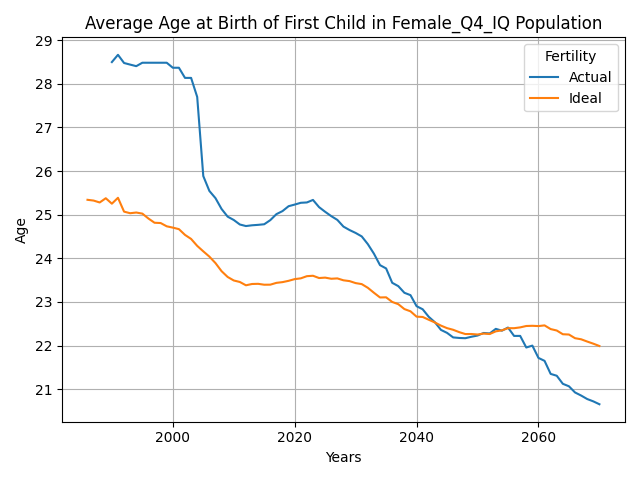 Average Age at Birth of First Child in Female_Q4_IQ Population
Fertility
Actual
Ideal
Age
29
28
27
26
25
24
23
22
21
2000
2020
2040
2060
Years